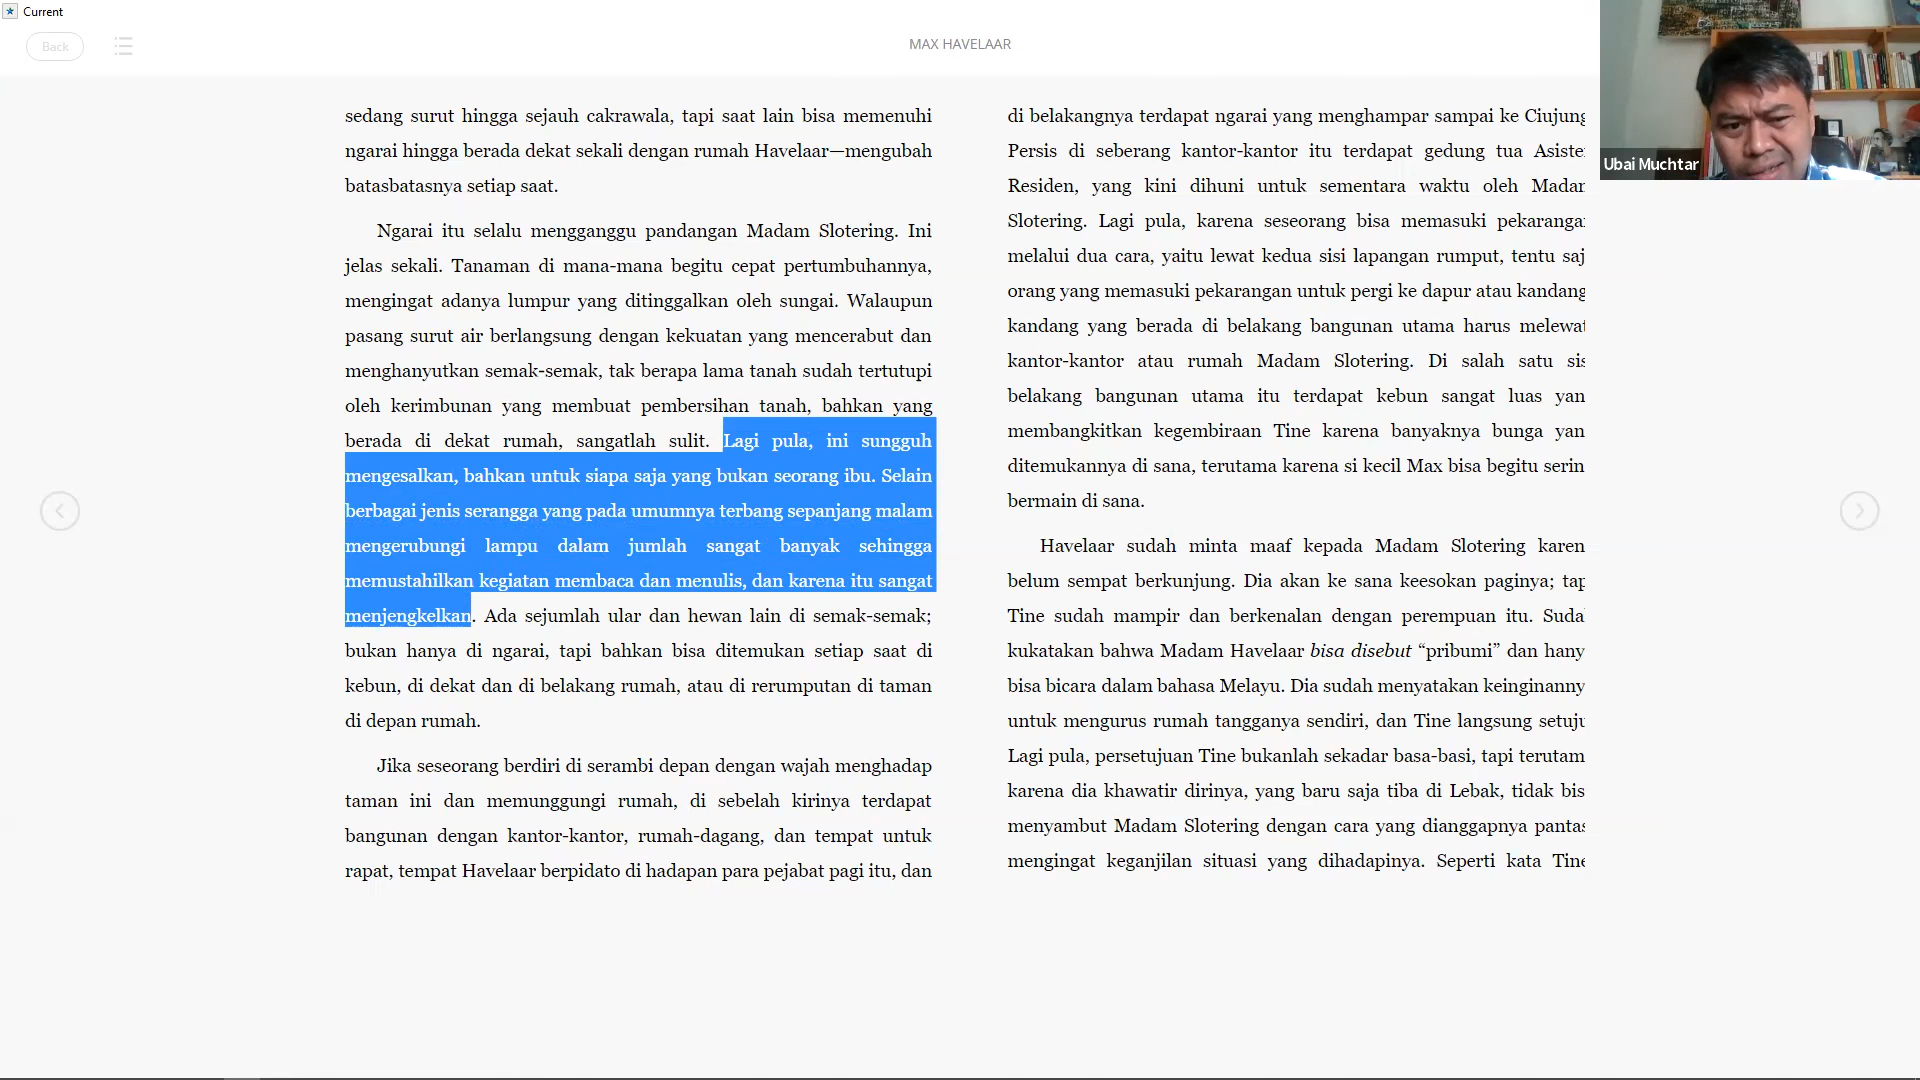 Current
Back
MAX HAVELAAR
Ubai Muchtar
sedang surut hingga sejauh cakrawala, tapi saat lain bisa memenuhi
ngarai hingga berada dekat sekali dengan rumah Havelaar—mengubah
batasbatasnya setiap saat.
Ngarai itu selalu mengganggu pandangan Madam Slotering. Ini
jelas sekali. Tanaman di mana-mana begitu cepat pertumbuhannya,
mengingat adanya lumpur yang ditinggalkan oleh sungai. Walaupun
pasang surut air berlangsung dengan kekuatan yang mencerabut dan
menghanyutkan semak-semak, tak berapa lama tanah sudah tertutupi
oleh kerimbunan yang membuat pembersihan tanah, bahkan yang
berada di dekat rumah, sangatlah sulit. Lagi pula, ini sungguh
mengesalkan, bahkan untuk siapa saja yang bukan seorang ibu. Selain
berbagai jenis serangga yang pada umumnya terbang sepanjang malam
mengerubungi lampu dalam jumlah sangat banyak sehingga
memustahilkan kegiatan membaca dan menulis, dan karena itu sangat
menjengkelkan. Ada sejumlah ular dan hewan lain di semak-semak;
bukan hanya di ngarai, tapi bahkan bisa ditemukan setiap saat di
kebun, di dekat dan di belakang rumah, atau di rerumputan di taman
di depan rumah.
Jika seseorang berdiri di serambi depan dengan wajah menghadap
taman ini dan memunggungi rumah, di sebelah kirinya terdapat
bangunan dengan kantor-kantor, rumah-dagang, dan tempat untuk
rapat, tempat Havelaar berpidato di hadapan para pejabat pagi itu, dan
di belakangnya terdapat ngarai yang menghampar sampai ke Ciujung
Persis di seberang kantor-kantor itu terdapat gedung tua Asiste
Residen, yang kini dihuni untuk sementara waktu oleh Madan
Slotering. Lagi pula, karena seseorang bisa memasuki pekaranga
melalui dua cara, yaitu lewat kedua sisi lapangan rumput, tentu saj
orang yang memasuki pekarangan untuk pergi ke dapur atau kandang
kandang yang berada di belakang bangunan utama harus melewat
kantor-kantor atau rumah Madam Slotering. Di salah satu sis
belakang bangunan utama itu terdapat kebun sangat luas yan
membangkitkan kegembiraan Tine karena banyaknya bunga yan
ditemukannya di sana, terutama karena si kecil Max bisa begitu serin
bermain di sana.
Havelaar sudah minta maaf kepada Madam Slotering karen
belum sempat berkunjung. Dia akan ke sana keesokan paginya; tap
Tine sudah mampir dan berkenalan dengan perempuan itu. Suda
kukatakan bahwa Madam Havelaar bisa disebut “pribumi” dan hany
bisa bicara dalam bahasa Melayu. Dia sudah menyatakan keinginanny
untuk mengurus rumah tangganya sendiri, dan Tine langsung setuju
Lagi pula, persetujuan Tine bukanlah sekadar basa-basi, tapi terutam
karena dia khawatir dirinya, yang baru saja tiba di Lebak, tidak bis
menyambut Madam Slotering dengan cara yang dianggapnya pantas
mengingat keganjilan situasi yang dihadapinya. Seperti kata Tine